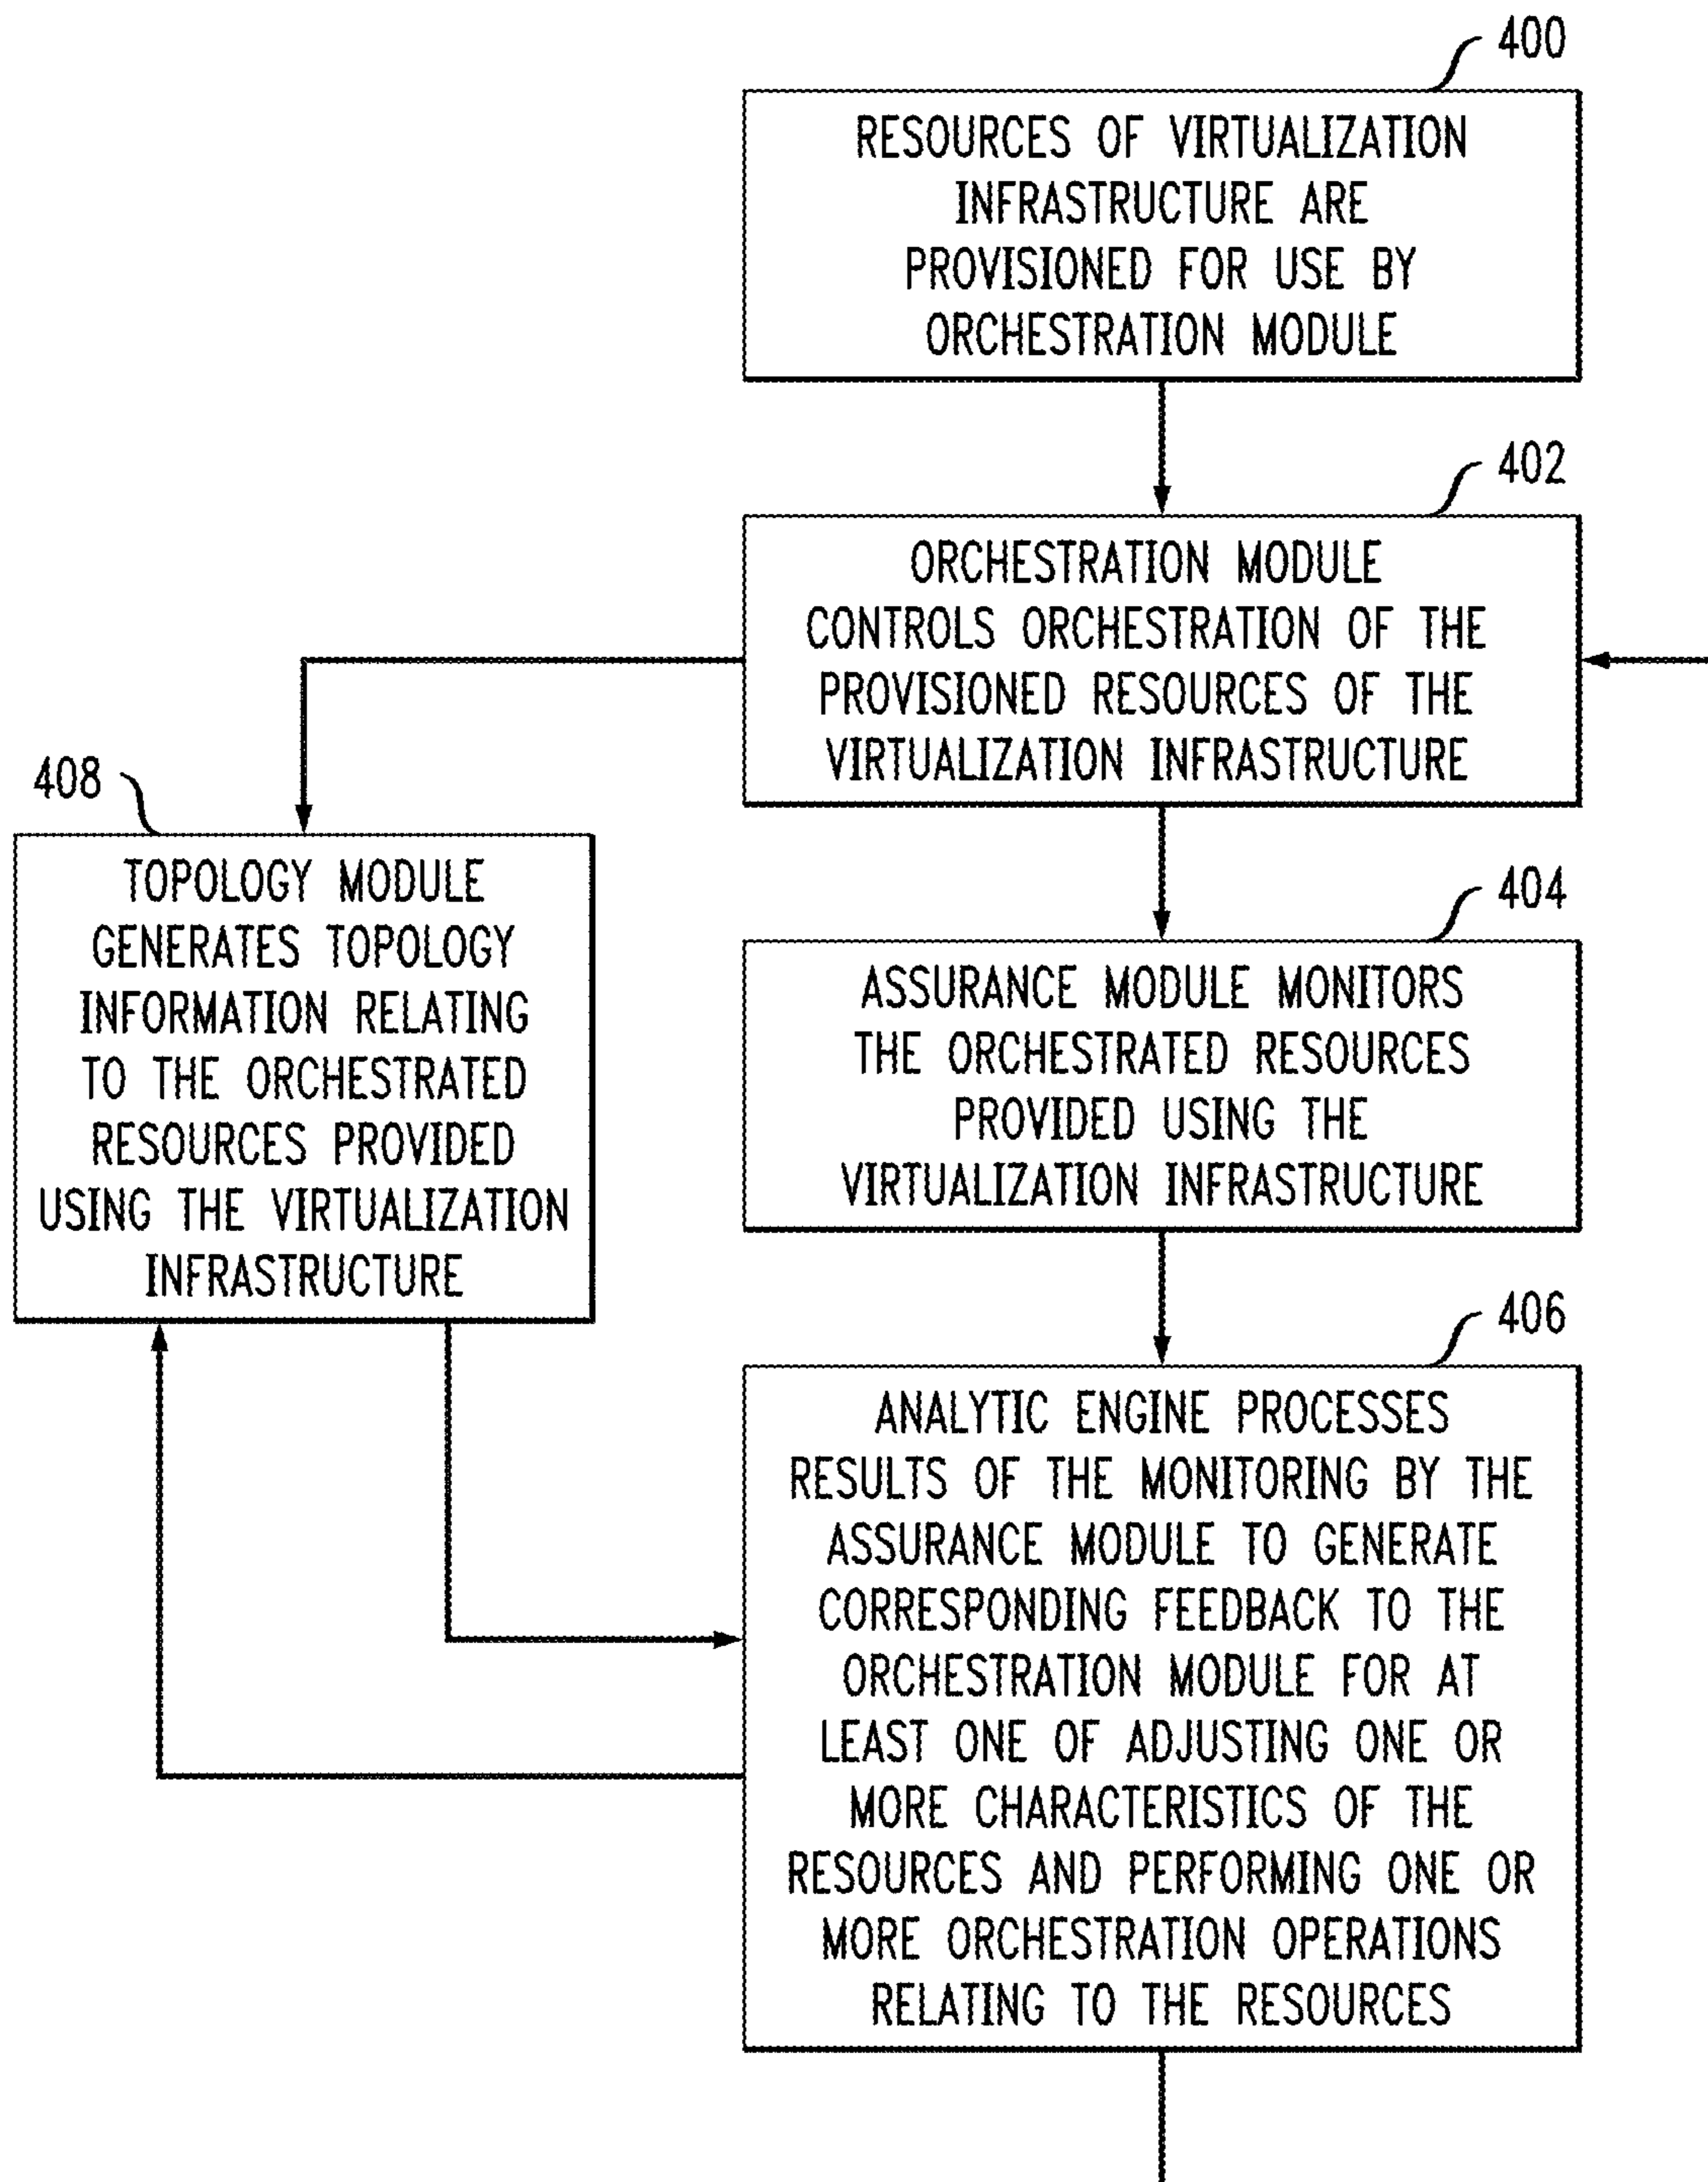 400
RESOURCES OF VIRTUALIZATION
INFRASTRUCTURE ARE
PROVISIONED FOR USE BY
ORCHESTRATION MODULE
402
ORCHESTRATION MODULE
CONTROLS ORCHESTRATION OF THE
PROVISIONED RESOURCES OF THE
VIRTUALIZATION INFRASTRUCTURE
408
TOPOLOGY MODULE
GENERATES TOPOLOGY
INFORMATION RELATING
TO THE ORCHESTRATED
RESOURCES PROVIDED
USING THE VIRTUALIZATION
INFRASTRUCTURE
404
ASSURANCE MODULE MONITORS
THE ORCHESTRATED RESOURCES
PROVIDED USING THE
VIRTUALIZATION INFRASTRUCTURE
406
ANALYTIC ENGINE PROCESSES
RESULTS OF THE MONITORING BY THE
ASSURANCE MODULE TO GENERATE
CORRESPONDING FEEDBACK TO THE
ORCHESTRATION MODULE FOR AT
LEAST ONE OF ADJUSTING ONE OR
MORE CHARACTERISTICS OF THE
RESOURCES AND PERFORMING ONE OR
MORE ORCHESTRATION OPERATIONS
RELATING TO THE RESOURCES